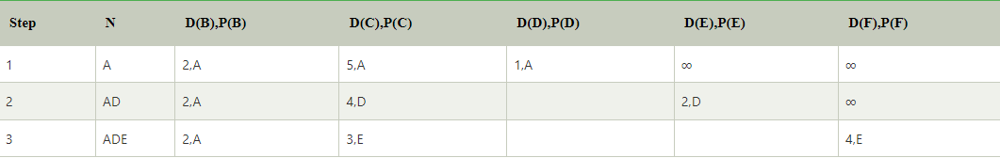 Step N D(B),P(B) D(C),P(C) D(D),P(D) D(E),P(E) D(F),P(F)
1 A 2,A 5,A 1,A ∞ ∞
2 AD 2,A 4,D 2,D ∞
3 ADE 2,A 3,E 4,E